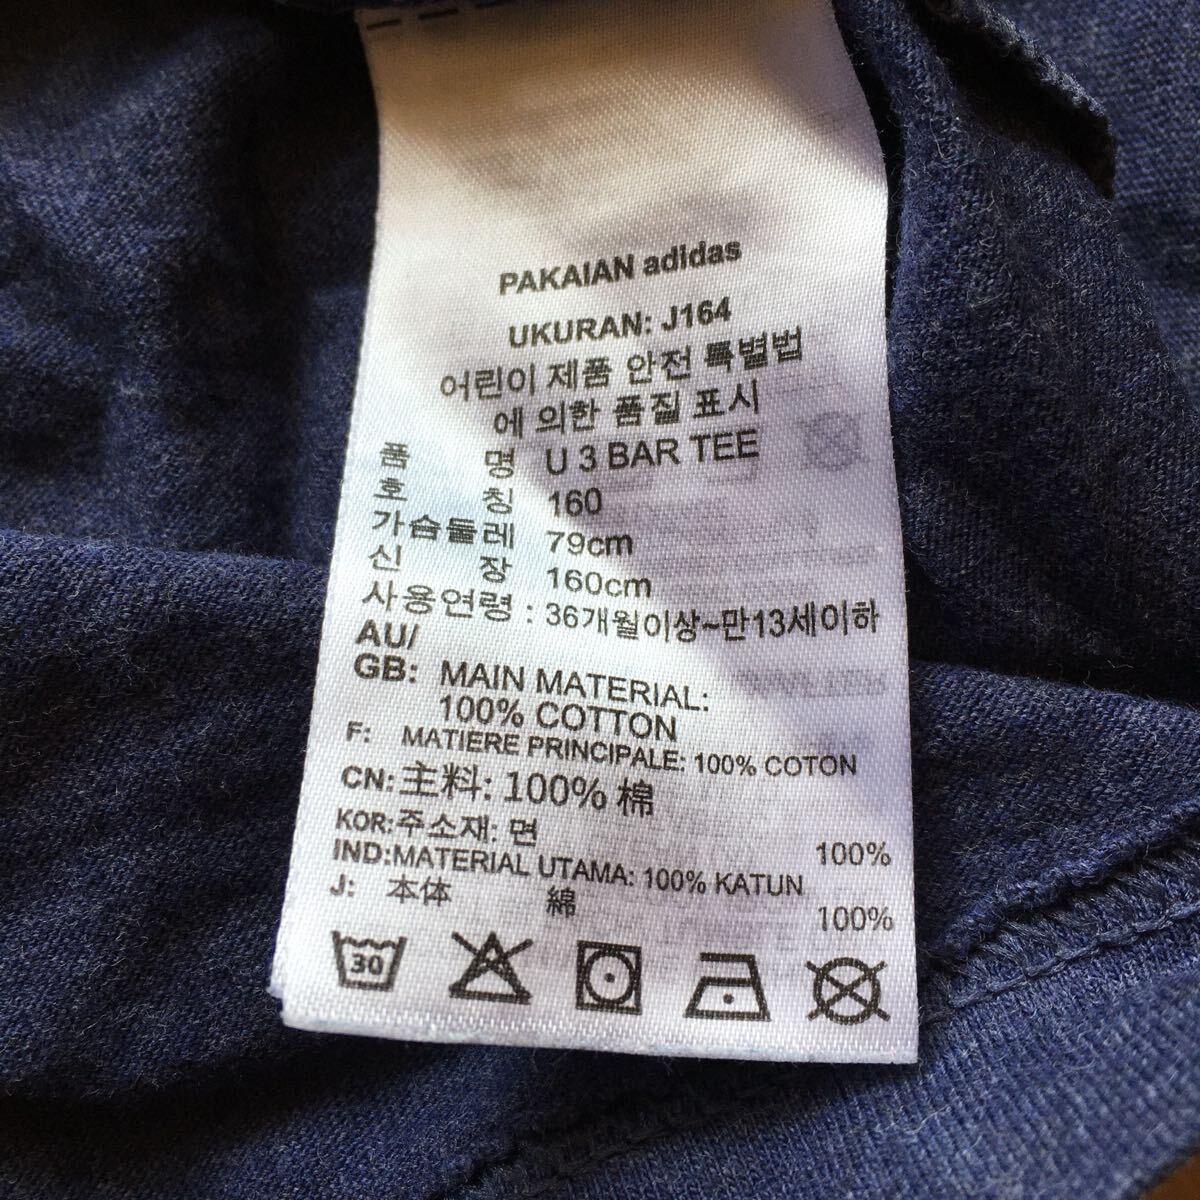 PAKAIAN adidas
UKURAN: J164
어린이 제품 안전 특별법
에 의한 품질 표시
품 명 U 3 BAR TEE
호 칭 160
가슴둘레 79cm
신 장 160cm
사용연령 : 36개월이상~만13세이하
AU/
GB: MAIN MATERIAL:
100% COTTON
F: MATIERE PRINCIPALE: 100% COTON
CN: 主料: 100% 棉
KOR:주소재: 면 100%
IND:MATERIAL UTAMA: 100% KATUN
J: 本体 綿 100%
30